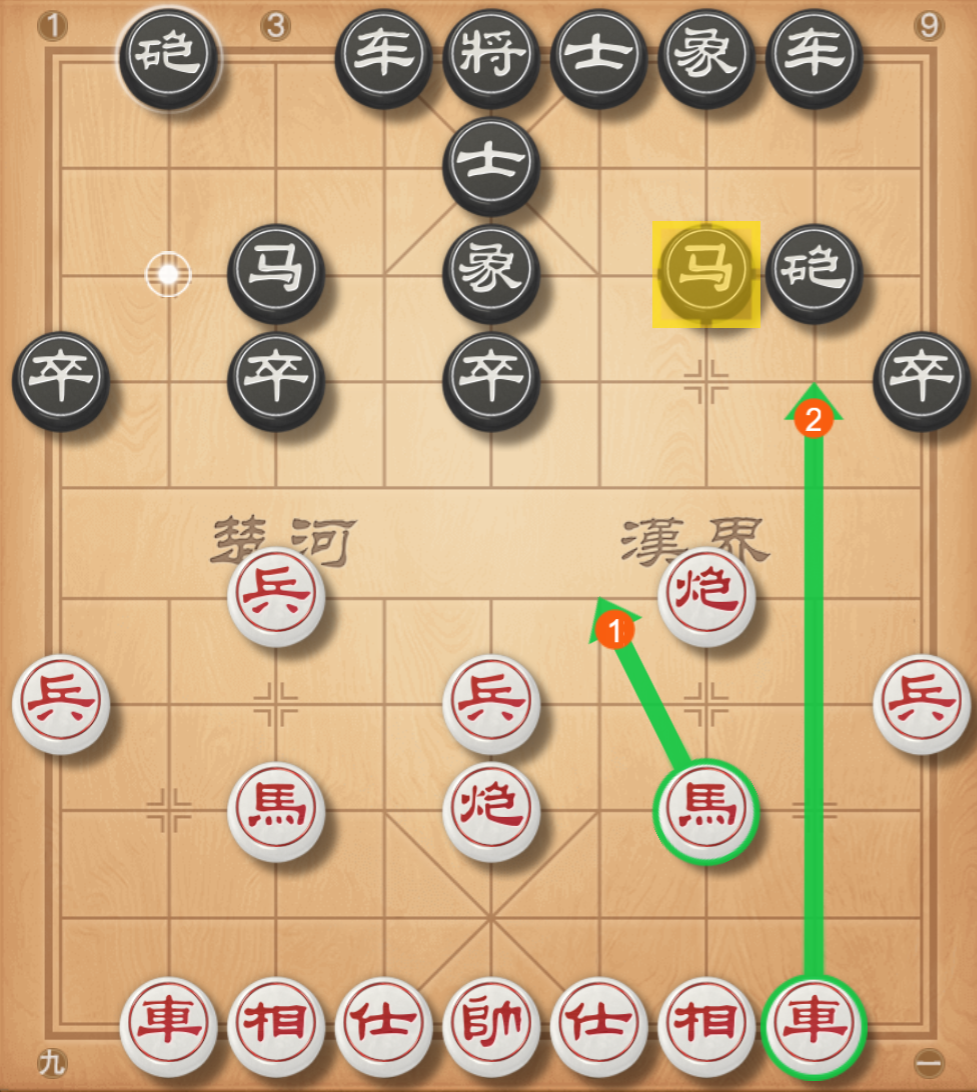 1 3 9
砲 车 将 士 象 车
士
马 象 马 砲
卒 卒 卒 卒
2
楚 河 漢 界
兵 炮
1
兵 兵 兵
馬 炮 馬
車 相 仕 帥 仕 相 車
九 一